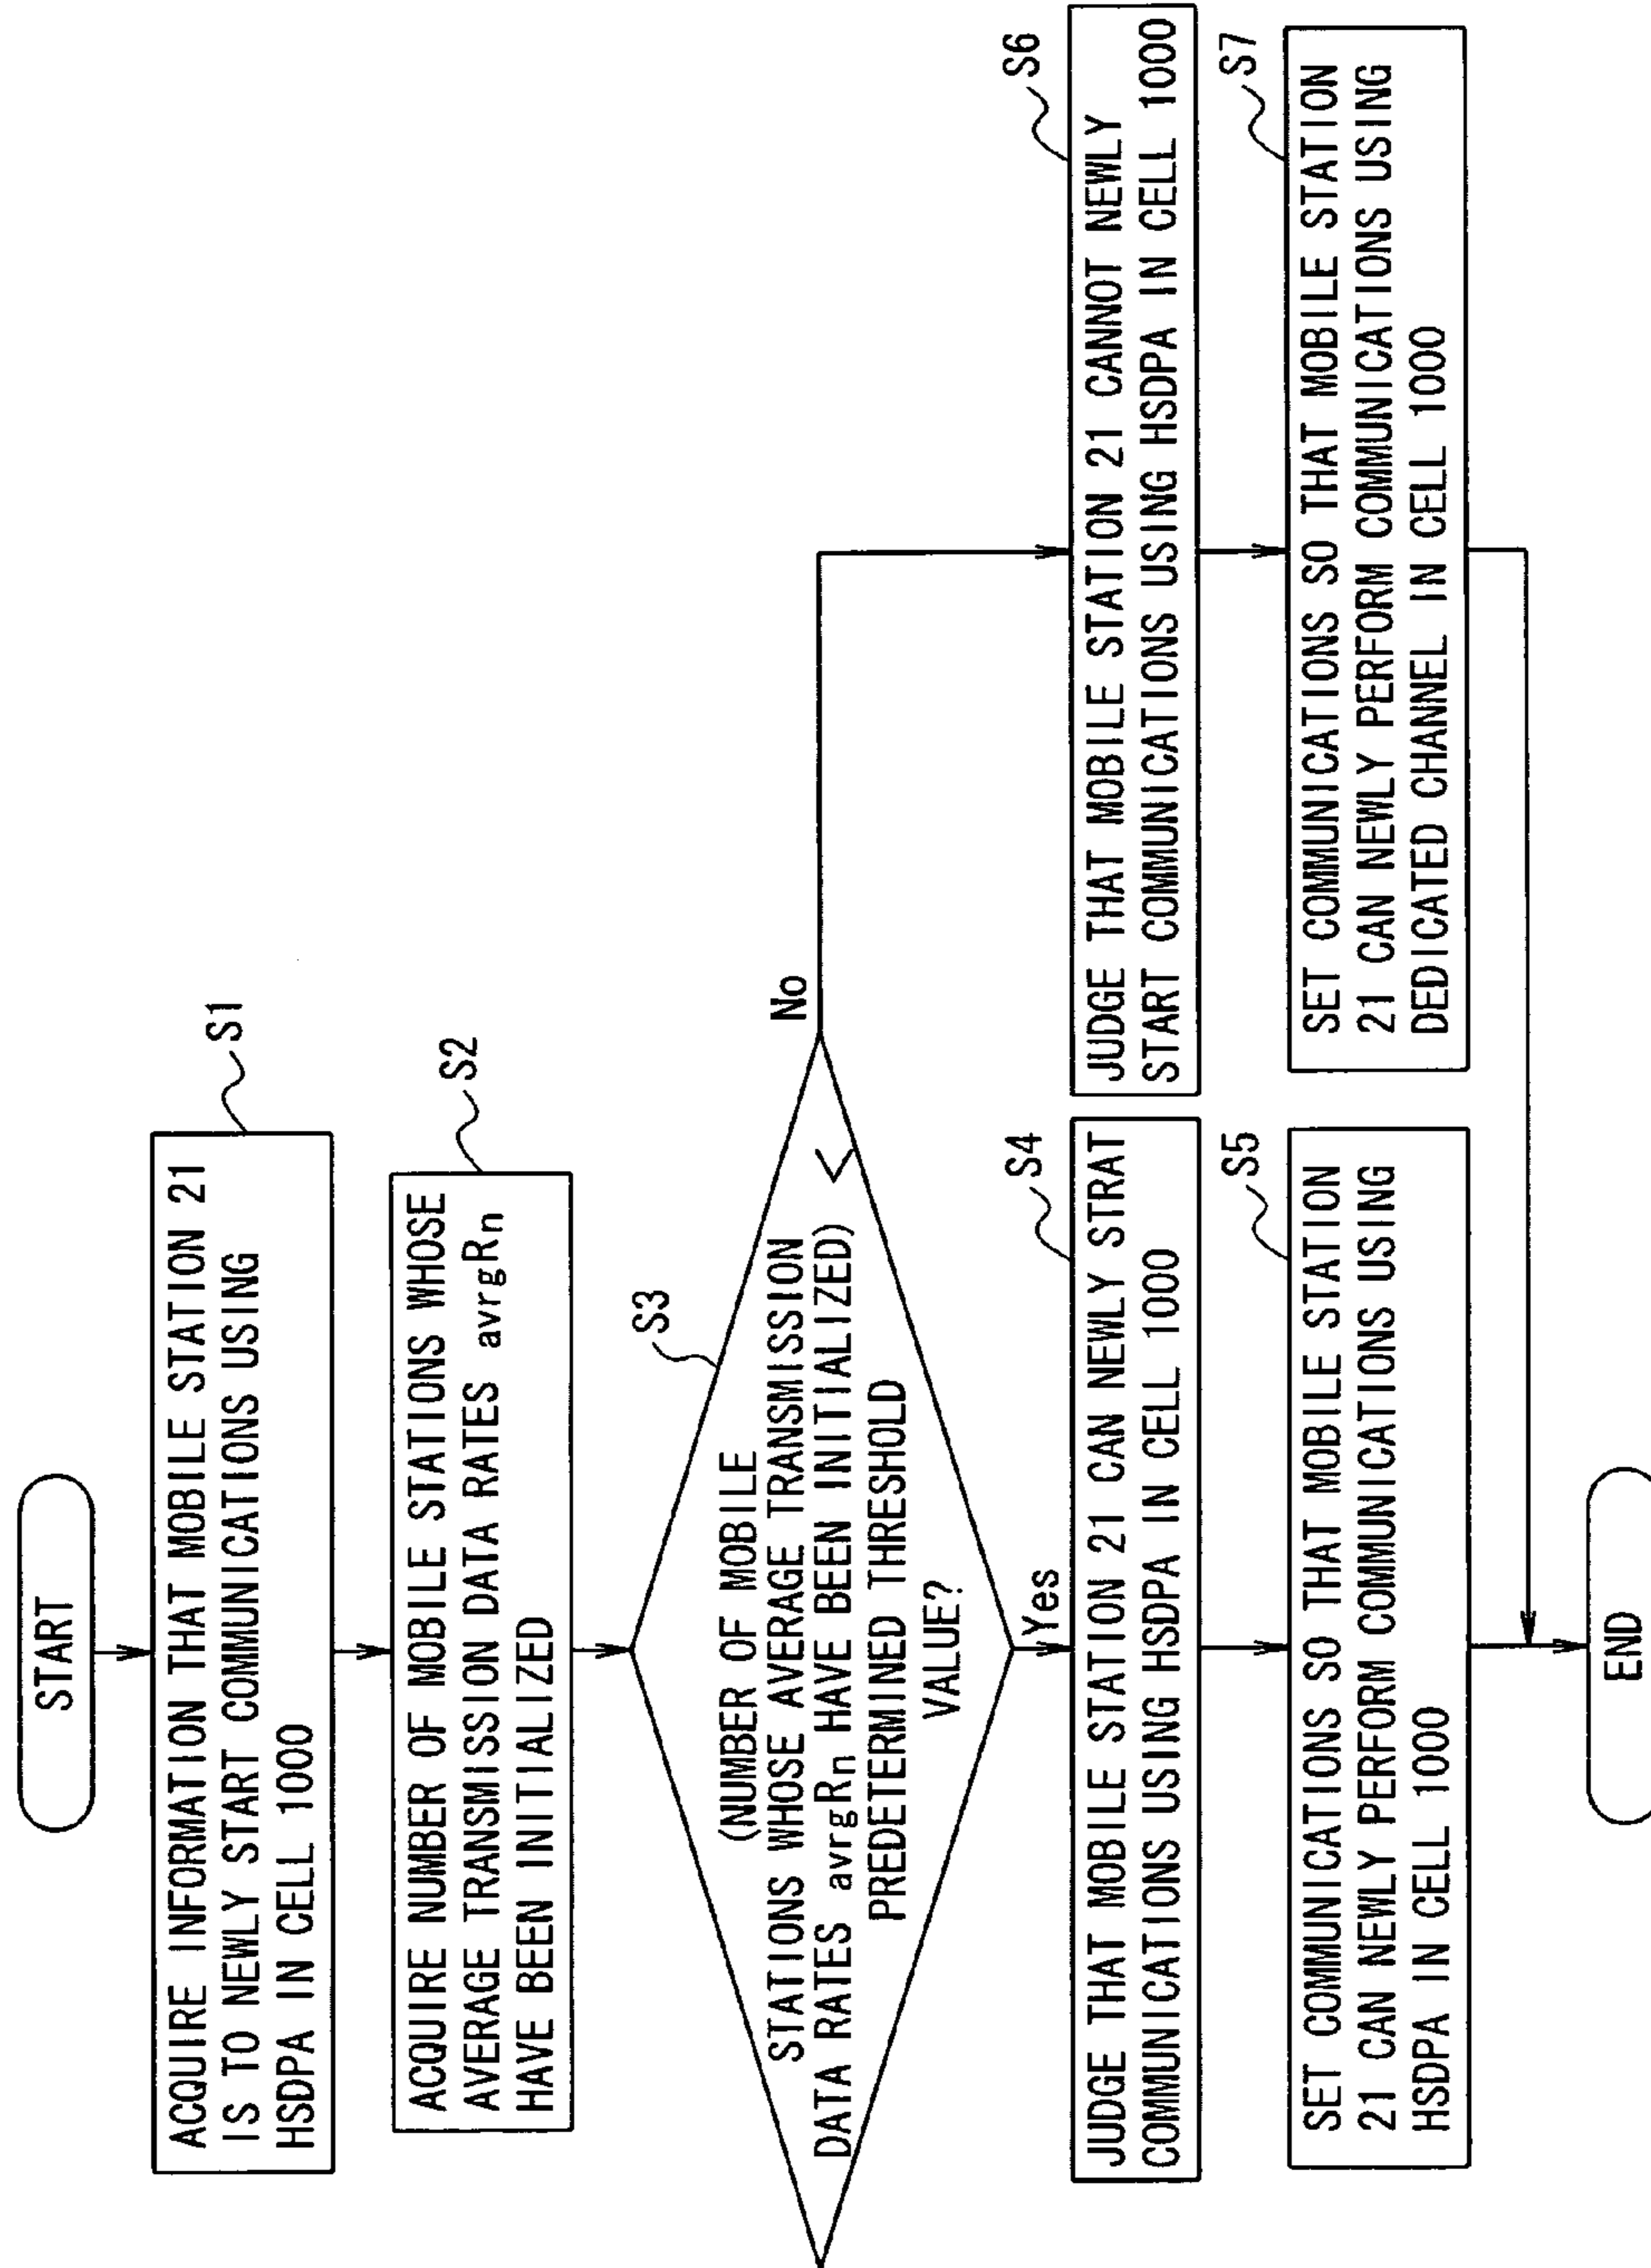 START
ACQUIRE INFORMATION THAT MOBILE STATION 21
IS TO NEWLY START COMMUNICATIONS USING
HSDPA IN CELL 1000
S1
ACQUIRE NUMBER OF MOBILE STATIONS WHOSE
AVERAGE TRANSMISSION DATA RATES avrgRn
HAVE BEEN INITIALIZED
S2
S3
(NUMBER OF MOBILE
STATIONS WHOSE AVERAGE TRANSMISSION
DATA RATES avrgRn HAVE BEEN INITIALIZED) <
PREDETERMINED THRESHOLD
VALUE?
No
Yes
S4
JUDGE THAT MOBILE STATION 21 CAN NEWLY STRAT
COMMUNICATIONS USING HSDPA IN CELL 1000
S5
SET COMMUNICATIONS SO THAT MOBILE STATION
21 CAN NEWLY PERFORM COMMUNICATIONS USING
HSDPA IN CELL 1000
S6
JUDGE THAT MOBILE STATION 21 CANNOT NEWLY
START COMMUNICATIONS USING HSDPA IN CELL 1000
S7
SET COMMUNICATIONS SO THAT MOBILE STATION
21 CAN NEWLY PERFORM COMMUNICATIONS USING
DEDICATED CHANNEL IN CELL 1000
END